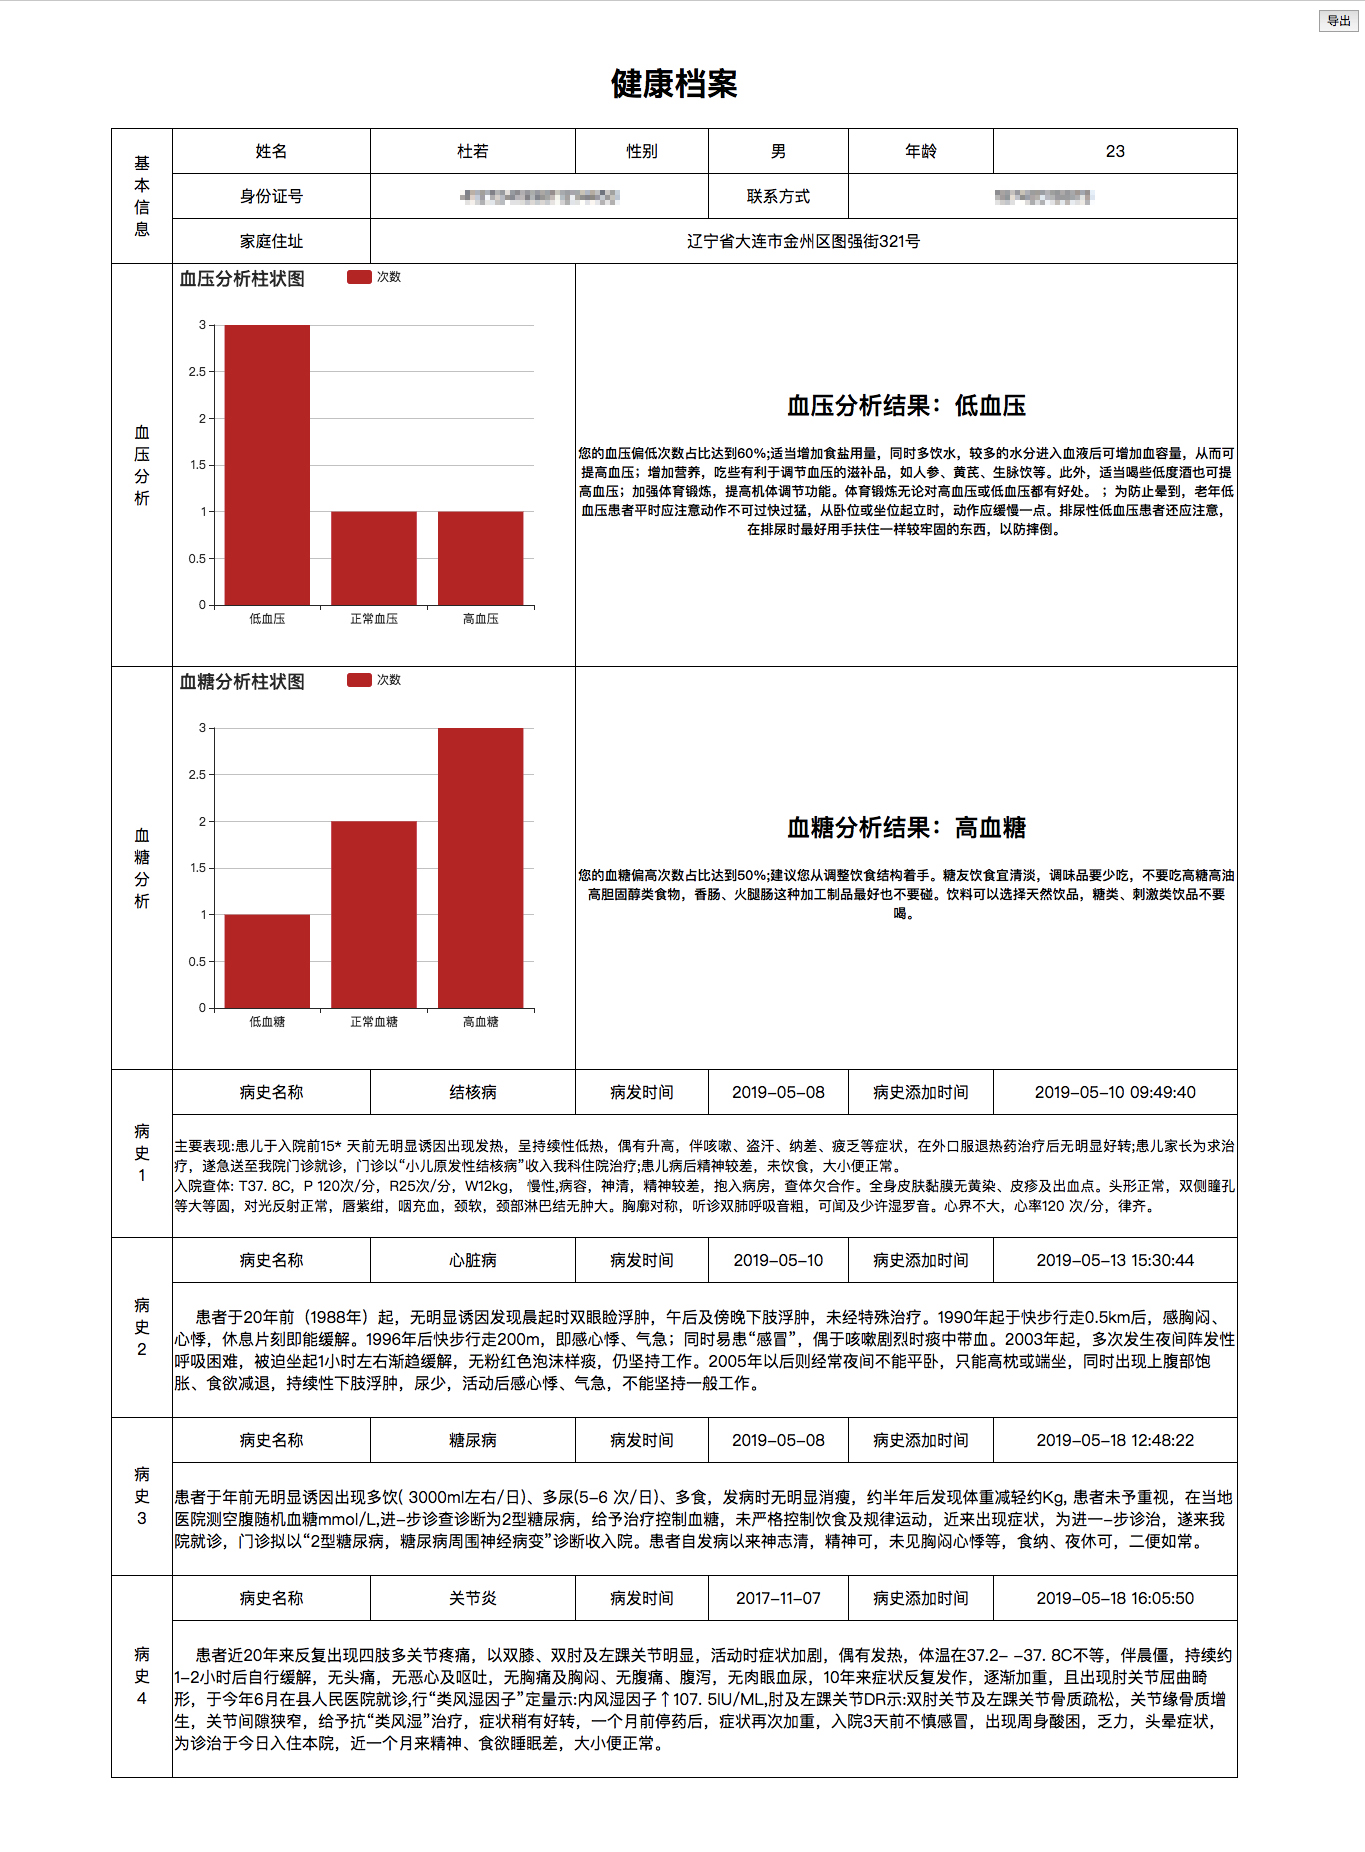 导出
健康档案
基本信息
姓名 杜若 性别 男 年龄 23
身份证号 联系方式
家庭住址 辽宁省大连市金州区图强街321号
血压分析
血压分析柱状图 次数
3
2.5
2
1.5
1
0.5
0
低血压 正常血压 高血压
血压分析结果：低血压
您的血压偏低次数占比达到60%;适当增加食盐用量，同时多饮水，较多的水分进入血液后可增加血容量，从而可
提高血压；增加营养，吃些有利于调节血压的滋补品，如人参、黄芪、生脉饮等。此外，适当喝些低度酒也可提
高血压；加强体育锻炼，提高机体调节功能。体育锻炼无论对高血压或低血压都有好处。 ；为防止晕到，老年低
血压患者平时应注意动作不可过快过猛，从卧位或坐位起立时，动作应缓慢一点。排尿性低血压患者还应注意，
在排尿时最好用手扶住一样较牢固的东西，以防摔倒。
血糖分析
血糖分析柱状图 次数
3
2.5
2
1.5
1
0.5
0
低血糖 正常血糖 高血糖
血糖分析结果：高血糖
您的血糖偏高次数占比达到50%;建议您从调整饮食结构着手。糖友饮食宜清淡，调味品要少吃，不要吃高糖高油
高胆固醇类食物，香肠、火腿肠这种加工制品最好也不要碰。饮料可以选择天然饮品，糖类、刺激类饮品不要
喝。
病史1
病史名称 结核病 病发时间 2019-05-08 病史添加时间 2019-05-10 09:49:40
主要表现:患儿于入院前15* 天前无明显诱因出现发热，呈持续性低热，偶有升高，伴咳嗽、盗汗、纳差、疲乏等症状，在外口服退热药治疗后无明显好转;患儿家长为求治
疗，遂急送至我院门诊就诊，门诊以“小儿原发性结核病”收入我科住院治疗;患儿病后精神较差，未饮食，大小便正常。
入院查体: T37. 8C，P 120次/分，R25次/分，W12kg， 慢性,病容，神清，精神较差，抱入病房，查体欠合作。全身皮肤黏膜无黄染、皮疹及出血点。头形正常，双侧瞳孔
等大等圆，对光反射正常，唇紫绀，咽充血，颈软，颈部淋巴结无肿大。胸廓对称，听诊双肺呼吸音粗，可闻及少许湿罗音。心界不大，心率120 次/分，律齐。
病史2
病史名称 心脏病 病发时间 2019-05-10 病史添加时间 2019-05-13 15:30:44
患者于20年前（1988年）起，无明显诱因发现晨起时双眼睑浮肿，午后及傍晚下肢浮肿，未经特殊治疗。1990年起于快步行走0.5km后，感胸闷、
心悸，休息片刻即能缓解。1996年后快步行走200m，即感心悸、气急；同时易患“感冒”，偶于咳嗽剧烈时痰中带血。2003年起，多次发生夜间阵发性
呼吸困难，被迫坐起1小时左右渐趋缓解，无粉红色泡沫样痰，仍坚持工作。2005年以后则经常夜间不能平卧，只能高枕或端坐，同时出现上腹部饱
胀、食欲减退，持续性下肢浮肿，尿少，活动后感心悸、气急，不能坚持一般工作。
病史3
病史名称 糖尿病 病发时间 2019-05-08 病史添加时间 2019-05-18 12:48:22
患者于年前无明显诱因出现多饮( 3000ml左右/日)、多尿(5-6 次/日)、多食，发病时无明显消瘦，约半年后发现体重减轻约Kg, 患者未予重视，在当地
医院测空腹随机血糖mmol/L,进-步诊查诊断为2型糖尿病，给予治疗控制血糖，未严格控制饮食及规律运动，近来出现症状，为进一-步诊治，遂来我
院就诊，门诊拟以“2型糖尿病，糖尿病周围神经病变”诊断收入院。患者自发病以来神志清，精神可，未见胸闷心悸等，食纳、夜休可，二便如常。
病史4
病史名称 关节炎 病发时间 2017-11-07 病史添加时间 2019-05-18 16:05:50
患者近20年来反复出现四肢多关节疼痛，以双膝、双肘及左踝关节明显，活动时症状加剧，偶有发热，体温在37.2- -37. 8C不等，伴晨僵，持续约
1-2小时后自行缓解，无头痛，无恶心及呕吐，无胸痛及胸闷、无腹痛、腹泻，无肉眼血尿，10年来症状反复发作，逐渐加重，且出现肘关节屈曲畸
形，于今年6月在县人民医院就诊,行“类风湿因子”定量示:内风湿因子↑107. 5lU/ML,肘及左踝关节DR示:双肘关节及左踝关节骨质疏松，关节缘骨质增
生，关节间隙狭窄，给予抗“类风湿”治疗，症状稍有好转，一个月前停药后，症状再次加重，入院3天前不慎感冒，出现周身酸困，乏力，头晕症状，
为诊治于今日入住本院，近一个月来精神、食欲睡眠差，大小便正常。